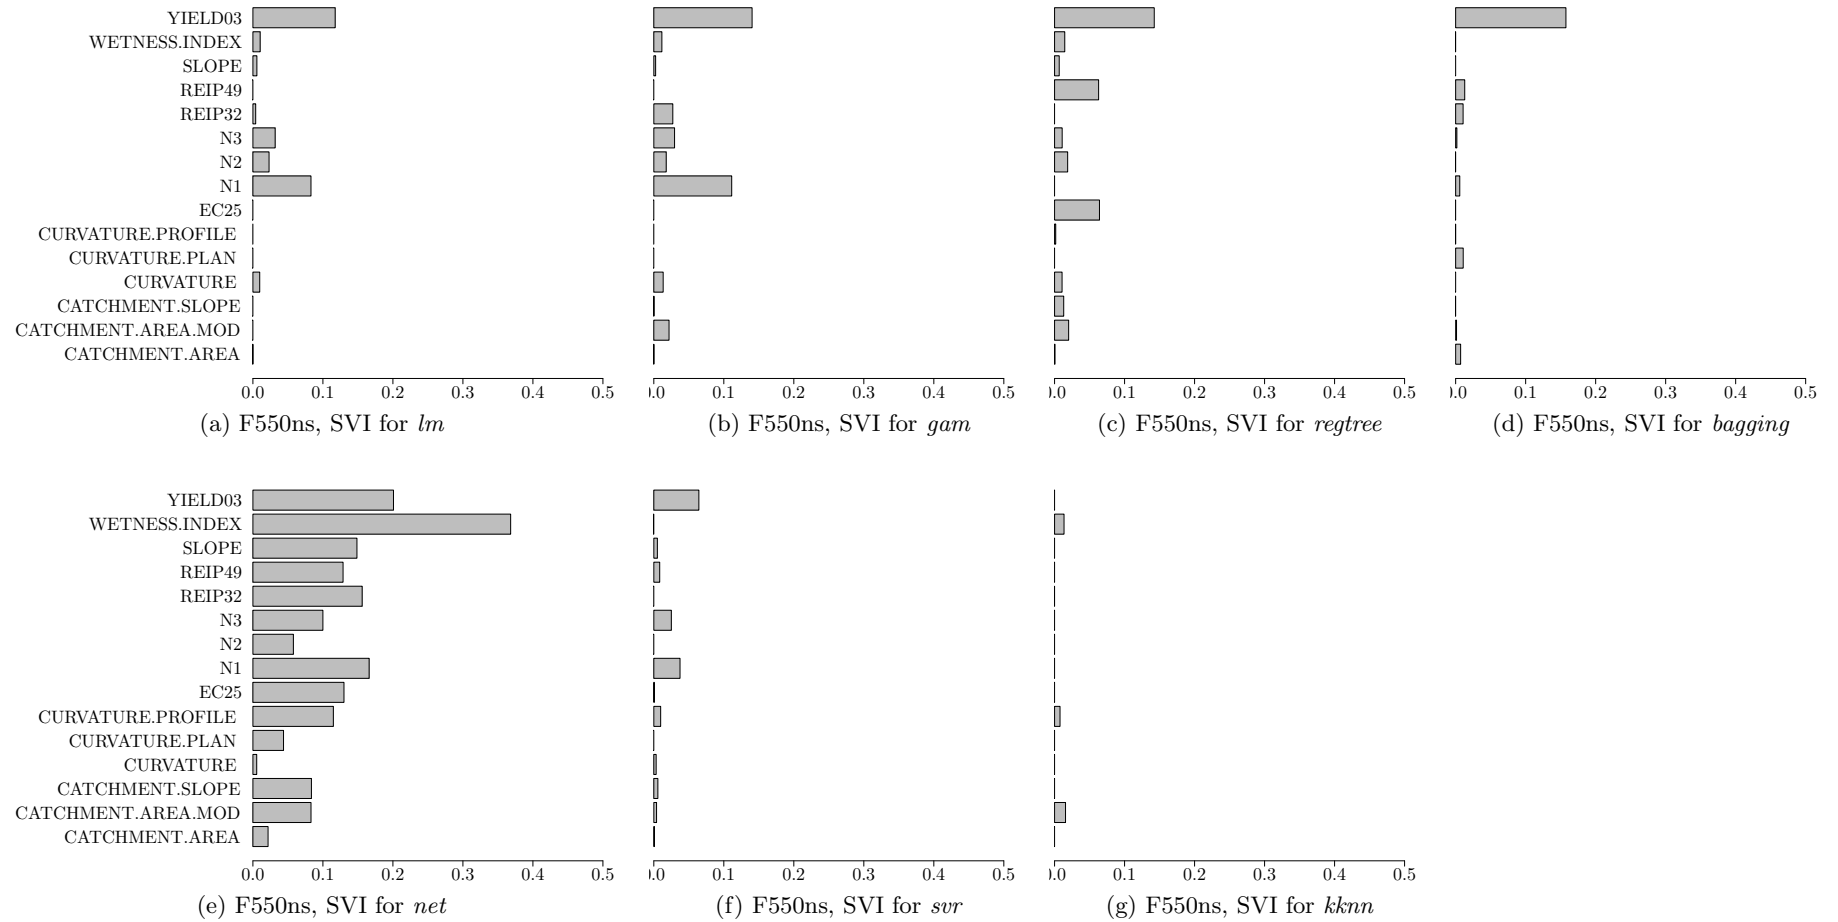 YIELD03
WETNESS.INDEX
SLOPE
REIP49
REIP32
N3
N2
N1
EC25
CURVATURE.PROFILE
CURVATURE.PLAN
CURVATURE
CATCHMENT.SLOPE
CATCHMENT.AREA.MOD
CATCHMENT.AREA
0.0 0.1 0.2 0.3 0.4 0.5
.0 0.1 0.2 0.3 0.4 0.5
.0 0.1 0.2 0.3 0.4 0.5
.0 0.1 0.2 0.3 0.4 0.5
(a) F550ns, SVI for lm
(b) F550ns, SVI for gam
(c) F550ns, SVI for regtree
(d) F550ns, SVI for bagging
YIELD03
WETNESS.INDEX
SLOPE
REIP49
REIP32
N3
N2
N1
EC25
CURVATURE.PROFILE
CURVATURE.PLAN
CURVATURE
CATCHMENT.SLOPE
CATCHMENT.AREA.MOD
CATCHMENT.AREA
0.0 0.1 0.2 0.3 0.4 0.5
.0 0.1 0.2 0.3 0.4 0.5
.0 0.1 0.2 0.3 0.4 0.5
(e) F550ns, SVI for net
(f) F550ns, SVI for svr
(g) F550ns, SVI for kknn